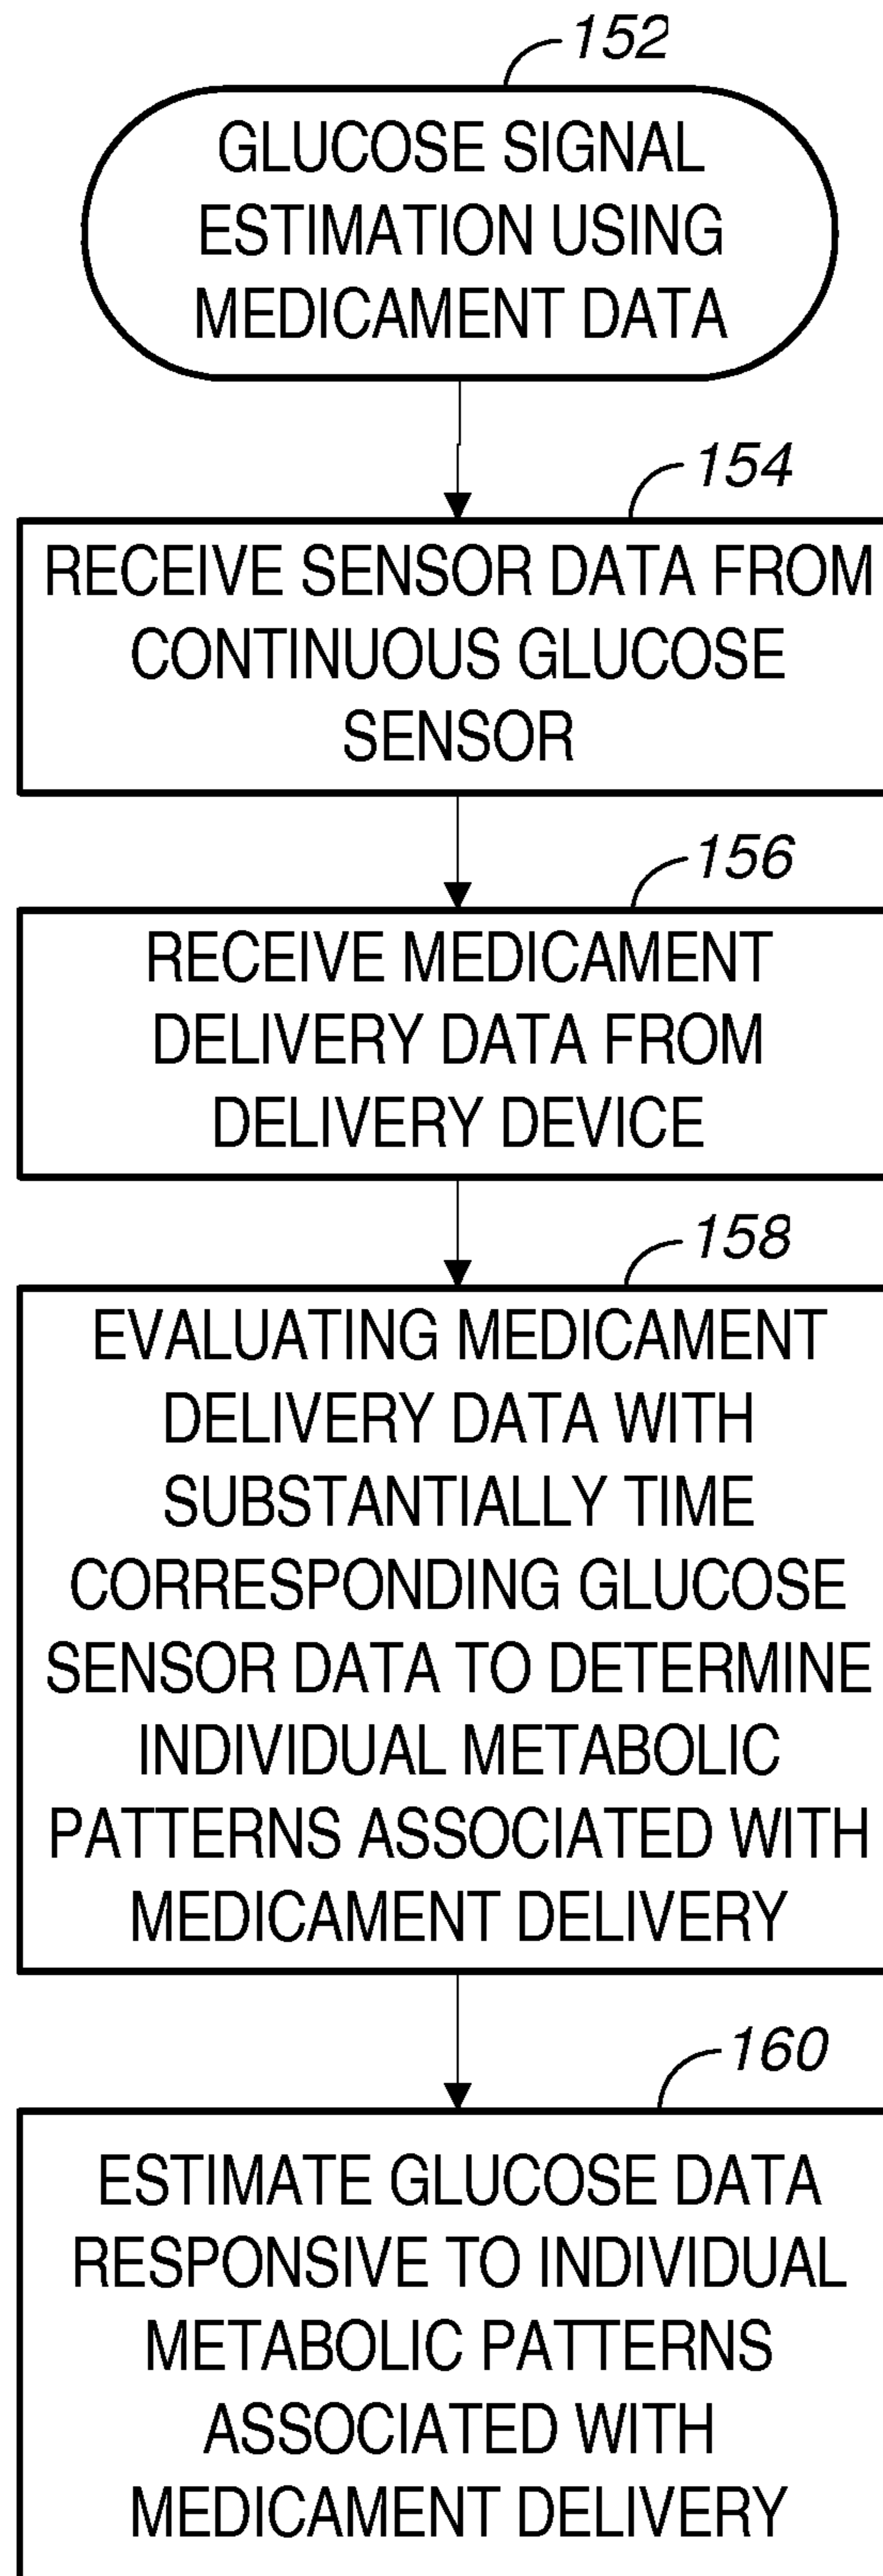 152
GLUCOSE SIGNAL
ESTIMATION USING
MEDICAMENT DATA
154
RECEIVE SENSOR DATA FROM
CONTINUOUS GLUCOSE
SENSOR
156
RECEIVE MEDICAMENT
DELIVERY DATA FROM
DELIVERY DEVICE
158
EVALUATING MEDICAMENT
DELIVERY DATA WITH
SUBSTANTIALLY TIME
CORRESPONDING GLUCOSE
SENSOR DATA TO DETERMINE
INDIVIDUAL METABOLIC
PATTERNS ASSOCIATED WITH
MEDICAMENT DELIVERY
160
ESTIMATE GLUCOSE DATA
RESPONSIVE TO INDIVIDUAL
METABOLIC PATTERNS
ASSOCIATED WITH
MEDICAMENT DELIVERY